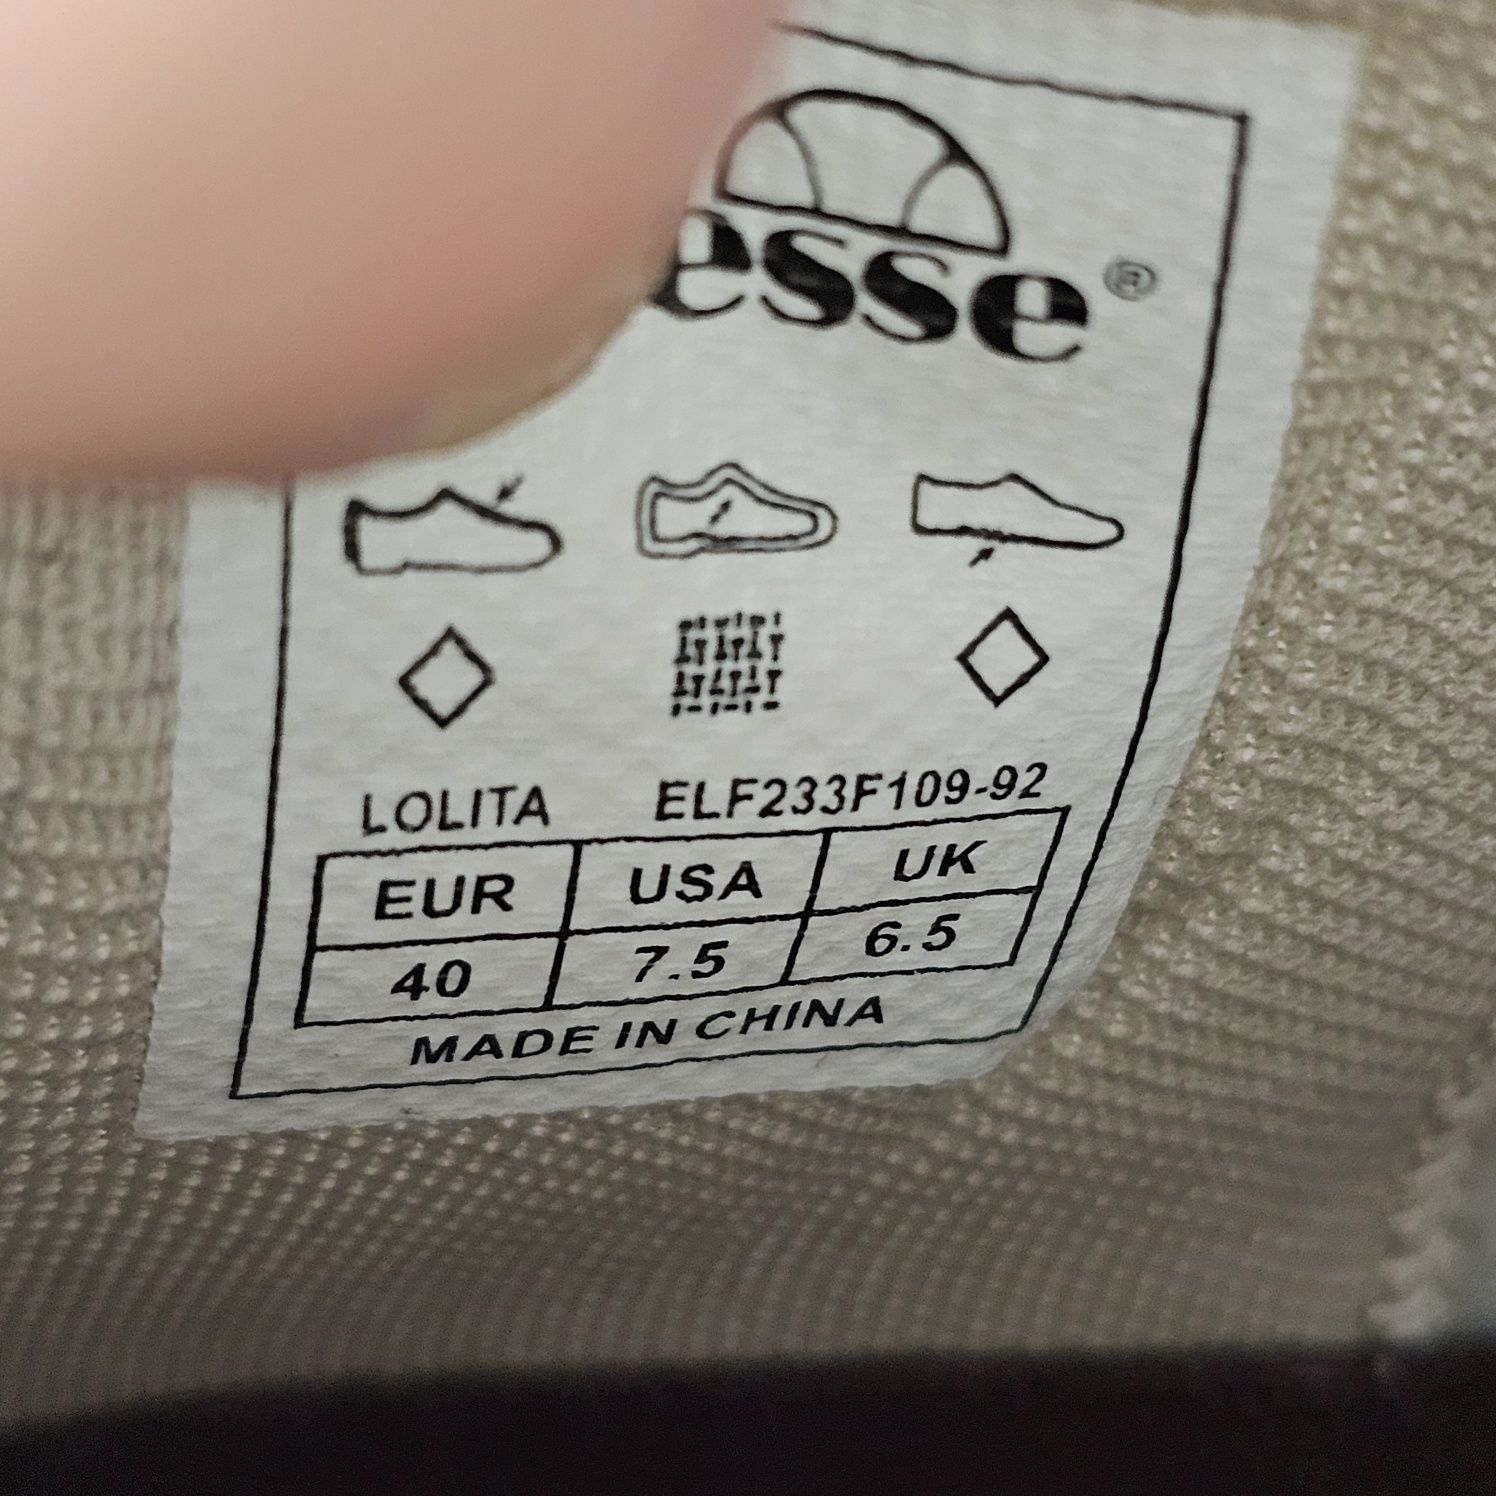 esse ®
LOLITA ELF233F109-92
EUR USA UK
40 7.5 6.5
MADE IN CHINA